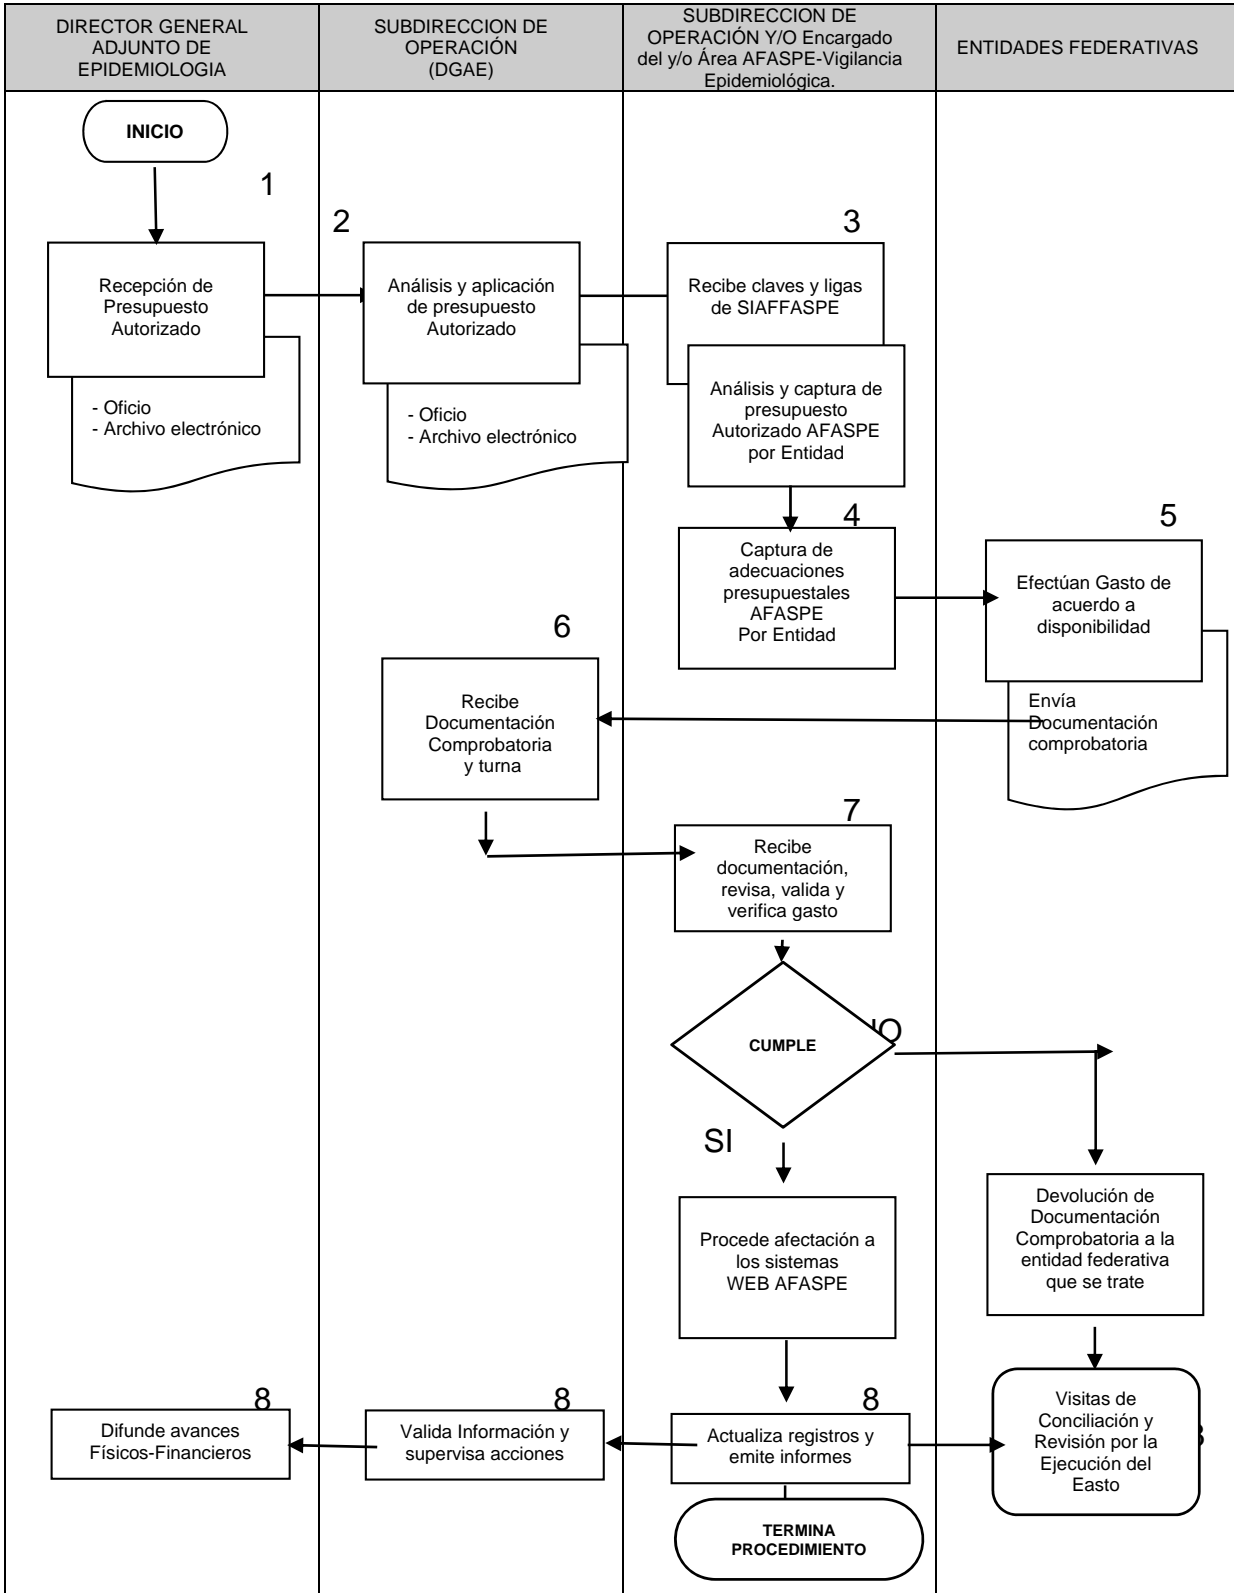 DIRECTOR GENERAL
ADJUNTO DE
EPIDEMIOLOGIA
SUBDIRECCION DE
OPERACIÓN
(DGAE)
SUBDIRECCION DE
OPERACIÓN Y/O Encargado
del y/o Área AFASPE-Vigilancia
Epidemiológica.
ENTIDADES FEDERATIVAS
INICIO
1
Recepción de
Presupuesto
Autorizado
- Oficio
- Archivo electrónico
2
Análisis y aplicación
de presupuesto
Autorizado
- Oficio
- Archivo electrónico
3
Recibe claves y ligas
de SIAFFASPE
Análisis y captura de
presupuesto
Autorizado AFASPE
por Entidad
4
Captura de
adecuaciones
presupuestales
AFASPE
Por Entidad
5
Efectúan Gasto de
acuerdo a
disponibilidad
Envía
Documentación
comprobatoria
6
Recibe
Documentación
Comprobatoria
y turna
7
Recibe
documentación,
revisa, valida y
verifica gasto
CUMPLE
NO
SI
Procede afectación a
los sistemas
WEB AFASPE
Devolución de
Documentación
Comprobatoria a la
entidad federativa
que se trate
8
Difunde avances
Físicos-Financieros
8
Valida Información y
supervisa acciones
8
Actualiza registros y
emite informes
Visitas de
Conciliación y
Revisión por la
Ejecución del
Easto
TERMINA
PROCEDIMIENTO